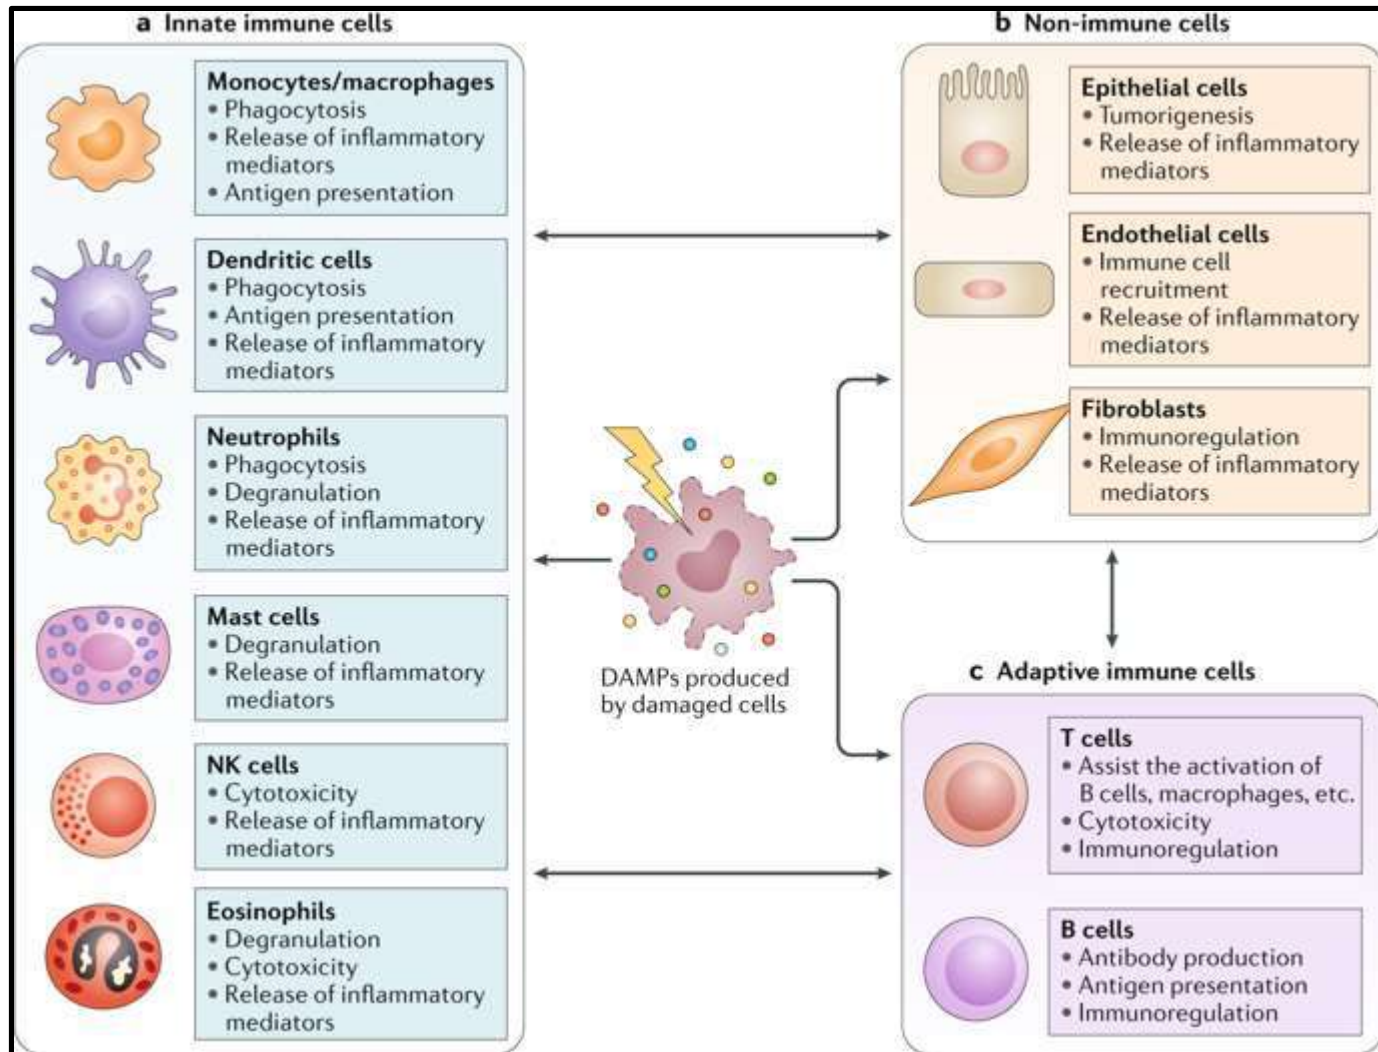 a Innate immune cells
Monocytes/macrophages
• Phagocytosis
• Release of inflammatory
mediators
• Antigen presentation
Dendritic cells
• Phagocytosis
• Antigen presentation
• Release of inflammatory
mediators
Neutrophils
• Phagocytosis
• Degranulation
• Release of inflammatory
mediators
Mast cells
• Degranulation
• Release of inflammatory
mediators
NK cells
• Cytotoxicity
• Release of inflammatory
mediators
Eosinophils
• Degranulation
• Cytotoxicity
• Release of inflammatory
mediators
DAMPs produced
by damaged cells
b Non-immune cells
Epithelial cells
• Tumorigenesis
• Release of inflammatory
mediators
Endothelial cells
• Immune cell
recruitment
• Release of inflammatory
mediators
Fibroblasts
• Immunoregulation
• Release of inflammatory
mediators
c Adaptive immune cells
T cells
• Assist the activation of
B cells, macrophages, etc.
• Cytotoxicity
• Immunoregulation
B cells
• Antibody production
• Antigen presentation
• Immunoregulation